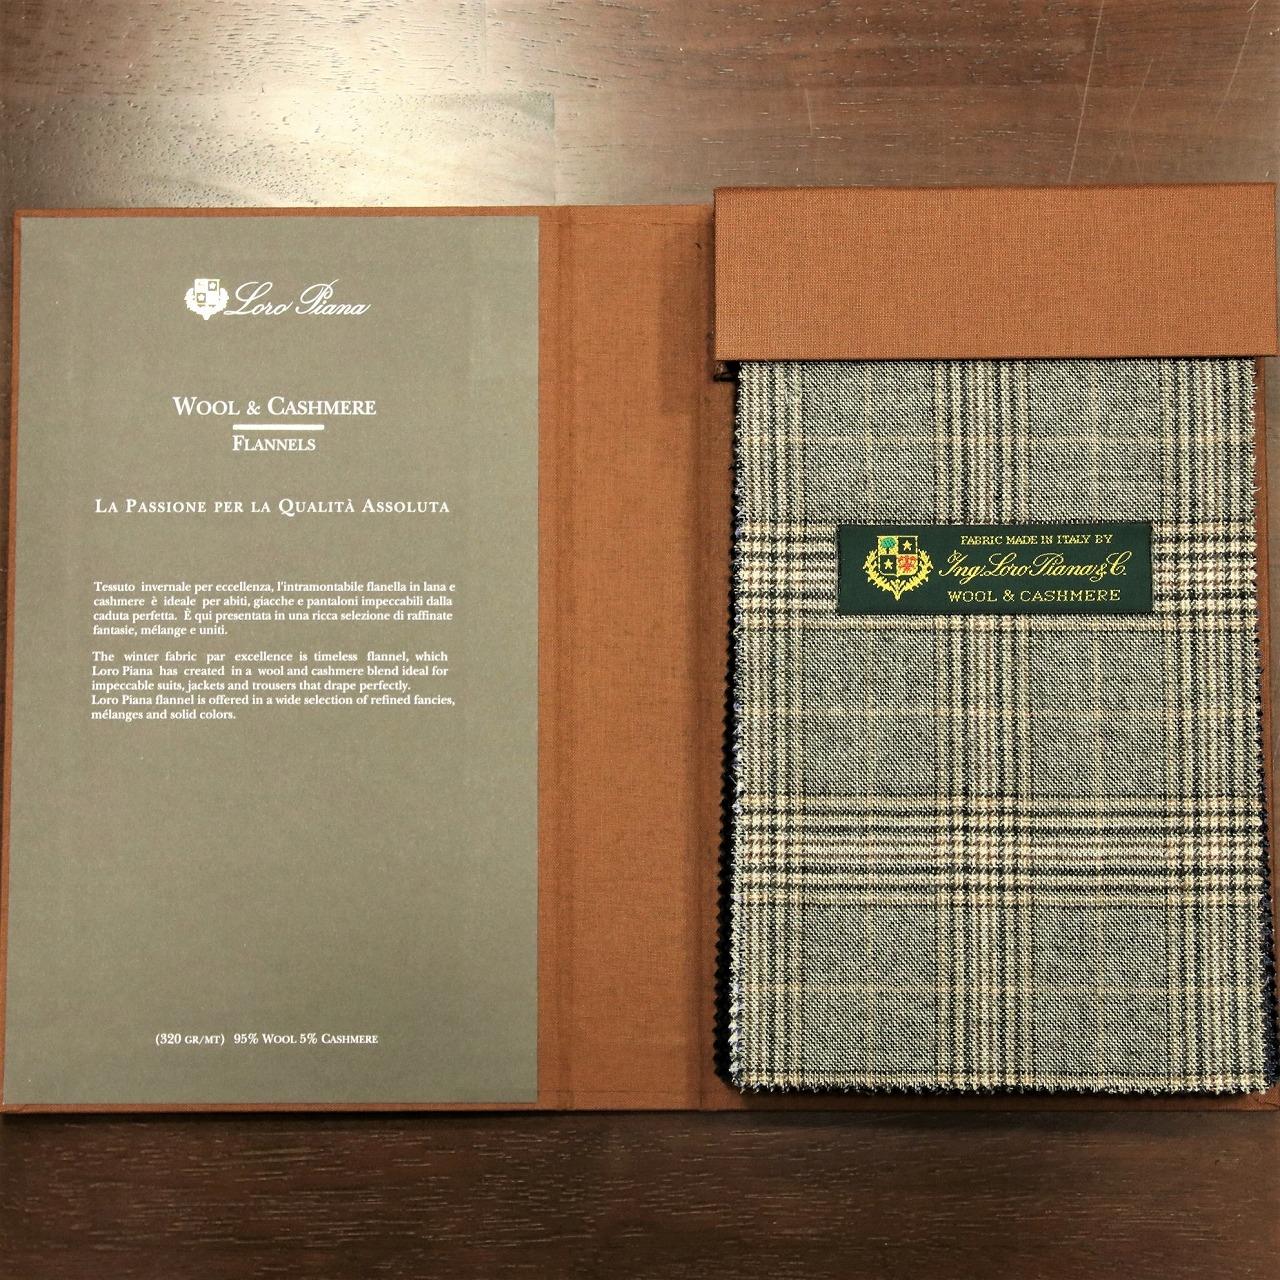 Loro Piana
WOOL & CASHMERE
FLANNELS
LA PASSIONE PER LA QUALITÀ ASSOLUTA
Tessuto invernale per eccellenza, l'intramontabile flanella in lana e
cashmere è ideale per abiti, giacche e pantaloni impeccabili dalla
caduta perfetta. È qui presentata in una ricca selezione di raffinate
fantasie, mélange e uniti.
The winter fabric par excellence is timeless flannel, which
Loro Piana has created in a wool and cashmere blend ideal for
impeccable suits, jackets and trousers that drape perfectly.
Loro Piana flannel is offered in a wide selection of refined fancies,
mélanges and solid colors.
(320 GR/MT) 95% WOOL 5% CASHMERE
FABRIC MADE IN ITALY BY
Ing. Loro Piana & C.
WOOL & CASHMERE